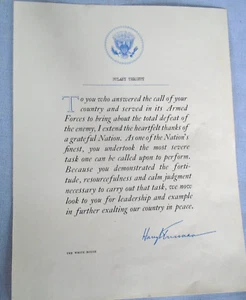 To you who answered the call of your
country and served in its Armed
Forces to bring about the total defeat of
the enemy, I extend the heartfelt thanks of
a grateful Nation. As one of the Nation's
finest, you undertook the most severe
task one can be called upon to perform.
Because you demonstrated the forti-
tude, resourcefulness and calm judgment
necessary to carry out that task, we now
look to you for leadership and example
in further exalting our country in peace.
Harry Truman
THE WHITE HOUSE